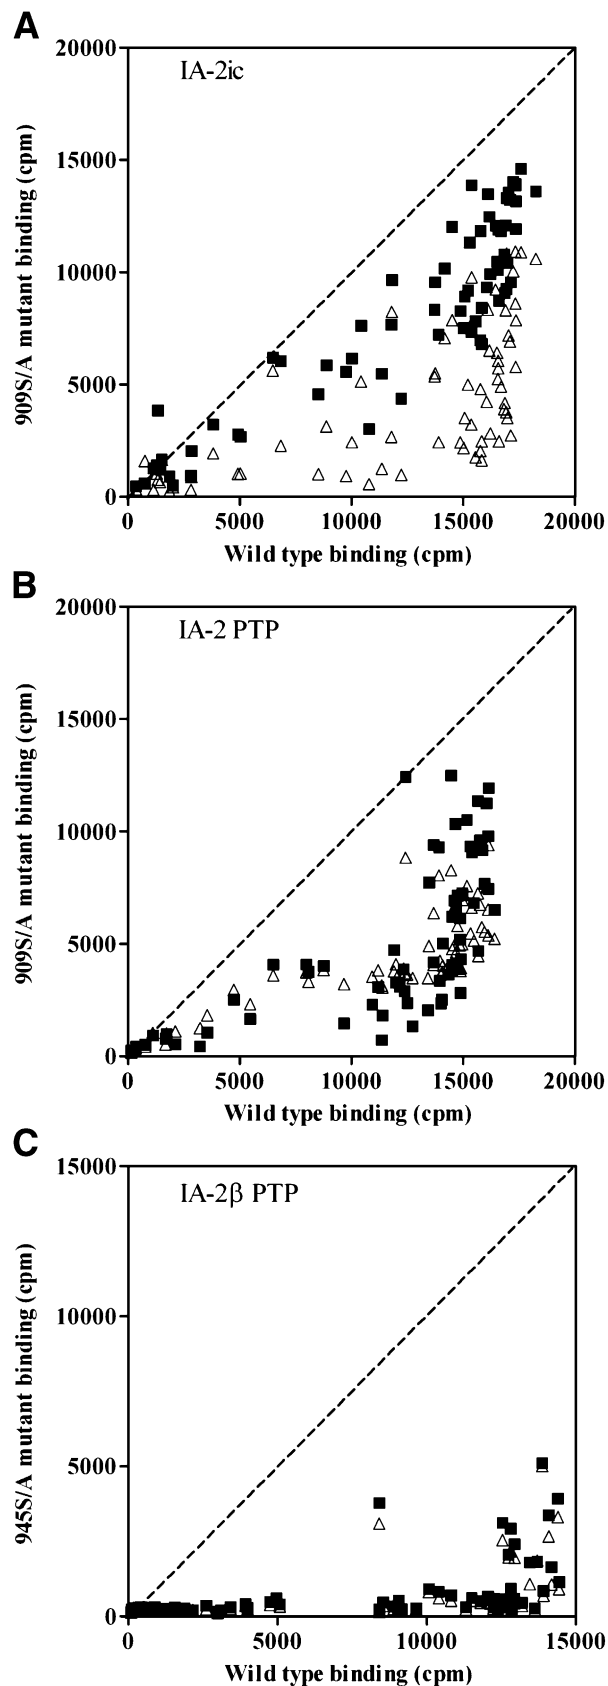 A
20000
IA-2ic
15000
10000
5000
0
909S/A mutant binding (cpm)
0 5000 10000 15000 20000
Wild type binding (cpm)
B
20000
IA-2 PTP
15000
10000
5000
0
909S/A mutant binding (cpm)
0 5000 10000 15000 20000
Wild type binding (cpm)
C
15000
IA-2β PTP
10000
5000
0
945S/A mutant binding (cpm)
0 5000 10000 15000
Wild type binding (cpm)